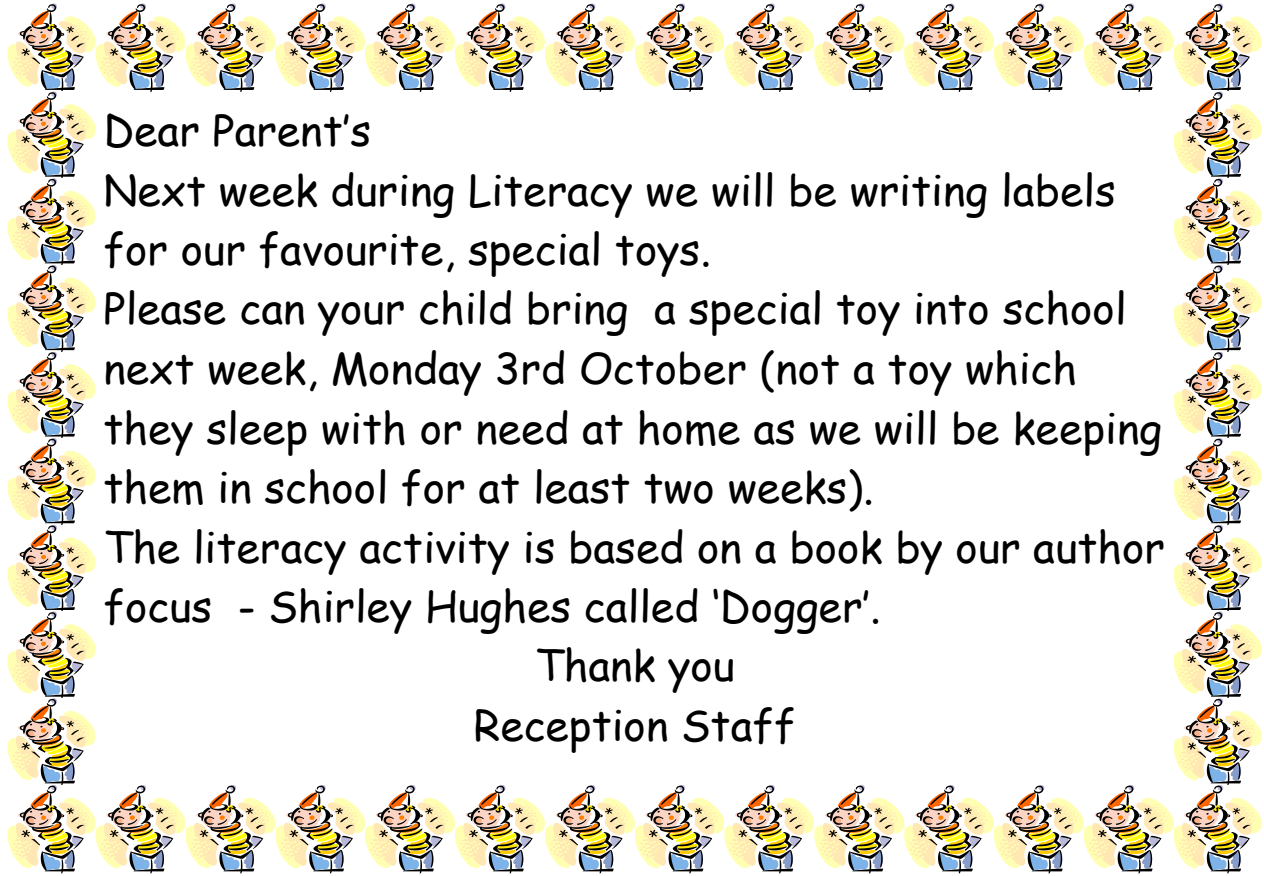 Dear Parent's
Next week during Literacy we will be writing labels
for our favourite, special toys.
Please can your child bring  a special toy into school
next week, Monday 3rd October (not a toy which
they sleep with or need at home as we will be keeping
them in school for at least two weeks).
The literacy activity is based on a book by our author
focus  - Shirley Hughes called ‘Dogger’.
Thank you
Reception Staff